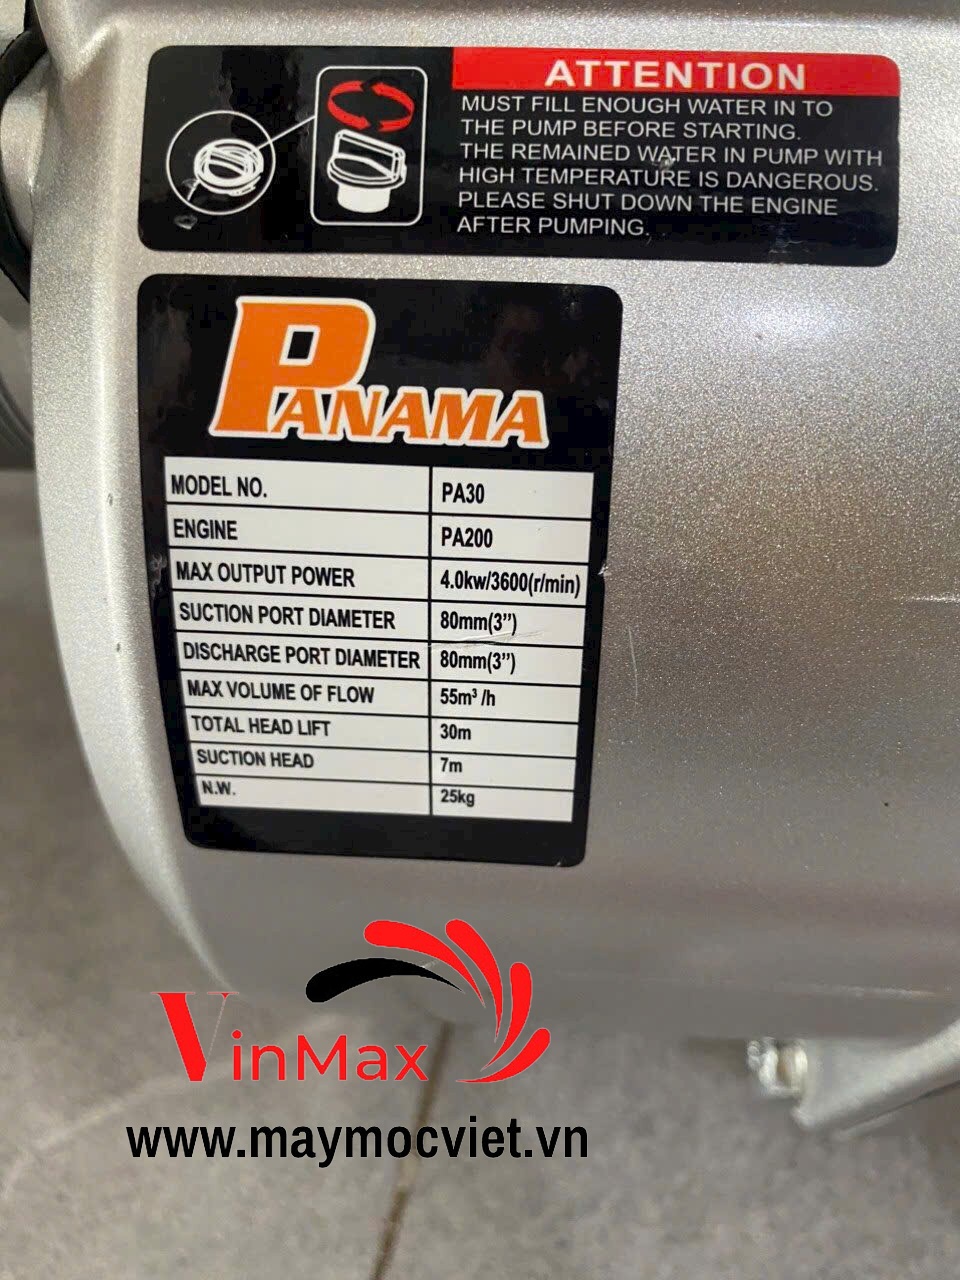 ATTENTION
MUST FILL ENOUGH WATER IN TO
THE PUMP BEFORE STARTING.
THE REMAINED WATER IN PUMP WITH
HIGH TEMPERATURE IS DANGEROUS.
PLEASE SHUT DOWN THE ENGINE
AFTER PUMPING.
PANAMA
MODEL NO. PA30
ENGINE PA200
MAX OUTPUT POWER 4.0kw/3600(r/min)
SUCTION PORT DIAMETER 80mm(3”)
DISCHARGE PORT DIAMETER 80mm(3”)
MAX VOLUME OF FLOW 55m³ /h
TOTAL HEAD LIFT 30m
SUCTION HEAD 7m
N.W. 25kg
VinMax
www.maymocviet.vn